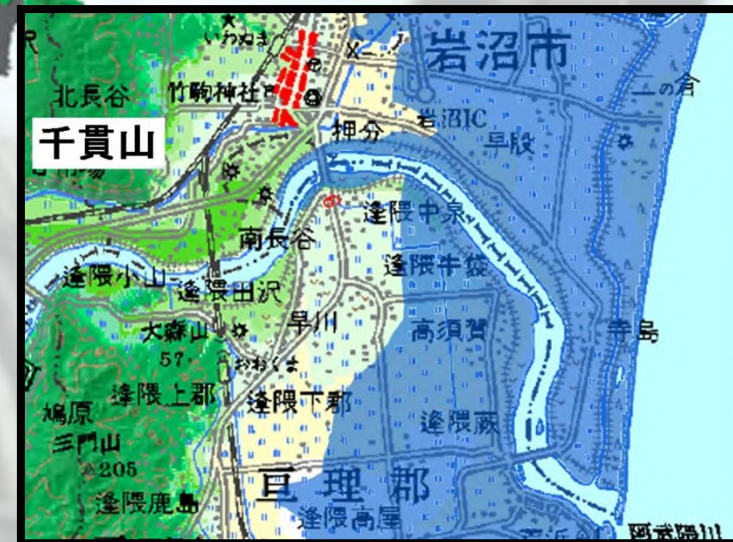 いわぬま
岩沼市
北長谷
竹駒神社
二の倉
千貫山
押分
岩沼IC
早股
逢隈中泉
南長谷
逢隈牛袋
逢隈小山
逢隈田沢
早川
高須賀
寺島
大森山
57
おおくま
逢隈上郡
逢隈下郡
逢隈蕨
鳩原
三門山
205
亘理郡
逢隈鹿島
逢隈高屋
阿武隈川